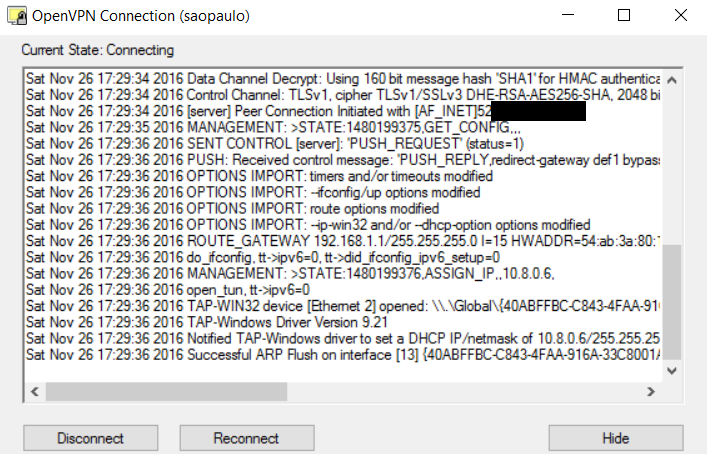 OpenVPN Connection (saopaulo)
Current State: Connecting
Sat Nov 26 17:29:34 2016 Data Channel Decrypt: Using 160 bit message hash 'SHA1' for HMAC authentica
Sat Nov 26 17:29:34 2016 Control Channel: TLSv1, cipher TLSv1/SSLv3 DHE-RSA-AES256-SHA, 2048 bi
Sat Nov 26 17:29:34 2016 [server] Peer Connection Initiated with [AF_INET]52
Sat Nov 26 17:29:35 2016 MANAGEMENT: >STATE:1480199375,GET_CONFIG,,,
Sat Nov 26 17:29:36 2016 SENT CONTROL [server]: 'PUSH_REQUEST' (status=1)
Sat Nov 26 17:29:36 2016 PUSH: Received control message: 'PUSH_REPLY,redirect-gateway def1 bypass
Sat Nov 26 17:29:36 2016 OPTIONS IMPORT: timers and/or timeouts modified
Sat Nov 26 17:29:36 2016 OPTIONS IMPORT: --ifconfig/up options modified
Sat Nov 26 17:29:36 2016 OPTIONS IMPORT: route options modified
Sat Nov 26 17:29:36 2016 OPTIONS IMPORT: --ip-win32 and/or --dhcp-option options modified
Sat Nov 26 17:29:36 2016 ROUTE_GATEWAY 192.168.1.1/255.255.255.0 I=15 HWADDR=54:ab:3a:80:
Sat Nov 26 17:29:36 2016 do_ifconfig, tt->ipv6=0, tt->did_ifconfig_ipv6_setup=0
Sat Nov 26 17:29:36 2016 MANAGEMENT: >STATE:1480199376,ASSIGN_IP,,10.8.0.6,
Sat Nov 26 17:29:36 2016 open_tun, tt->ipv6=0
Sat Nov 26 17:29:36 2016 TAP-WIN32 device [Ethernet 2] opened: \\.\Global\{40ABFFBC-C843-4FAA-91
Sat Nov 26 17:29:36 2016 TAP-Windows Driver Version 9.21
Sat Nov 26 17:29:36 2016 Notified TAP-Windows driver to set a DHCP IP/netmask of 10.8.0.6/255.255.25
Sat Nov 26 17:29:36 2016 Successful ARP Flush on interface [13] {40ABFFBC-C843-4FAA-916A-33C8001A
Disconnect
Reconnect
Hide